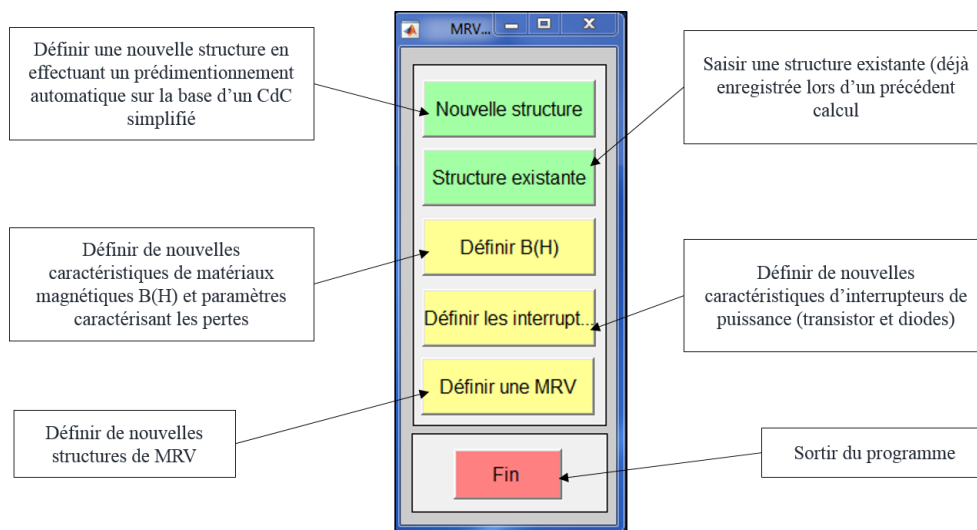 Définir une nouvelle structure en
effectuant un prédimentionnement
automatique sur la base d’un CdC
simplifié
Définir de nouvelles
caractéristiques de matériaux
magnétiques B(H) et paramètres
caractérisant les pertes
Définir de nouvelles
structures de MRV
MRV...
Nouvelle structure
Structure existante
Définir B(H)
Définir les interrupt...
Définir une MRV
Fin
Saisir une structure existante (déjà
enregistrée lors d’un précédent
calcul
Définir de nouvelles
caractéristiques d’interrupteurs de
puissance (transistor et diodes)
Sortir du programme